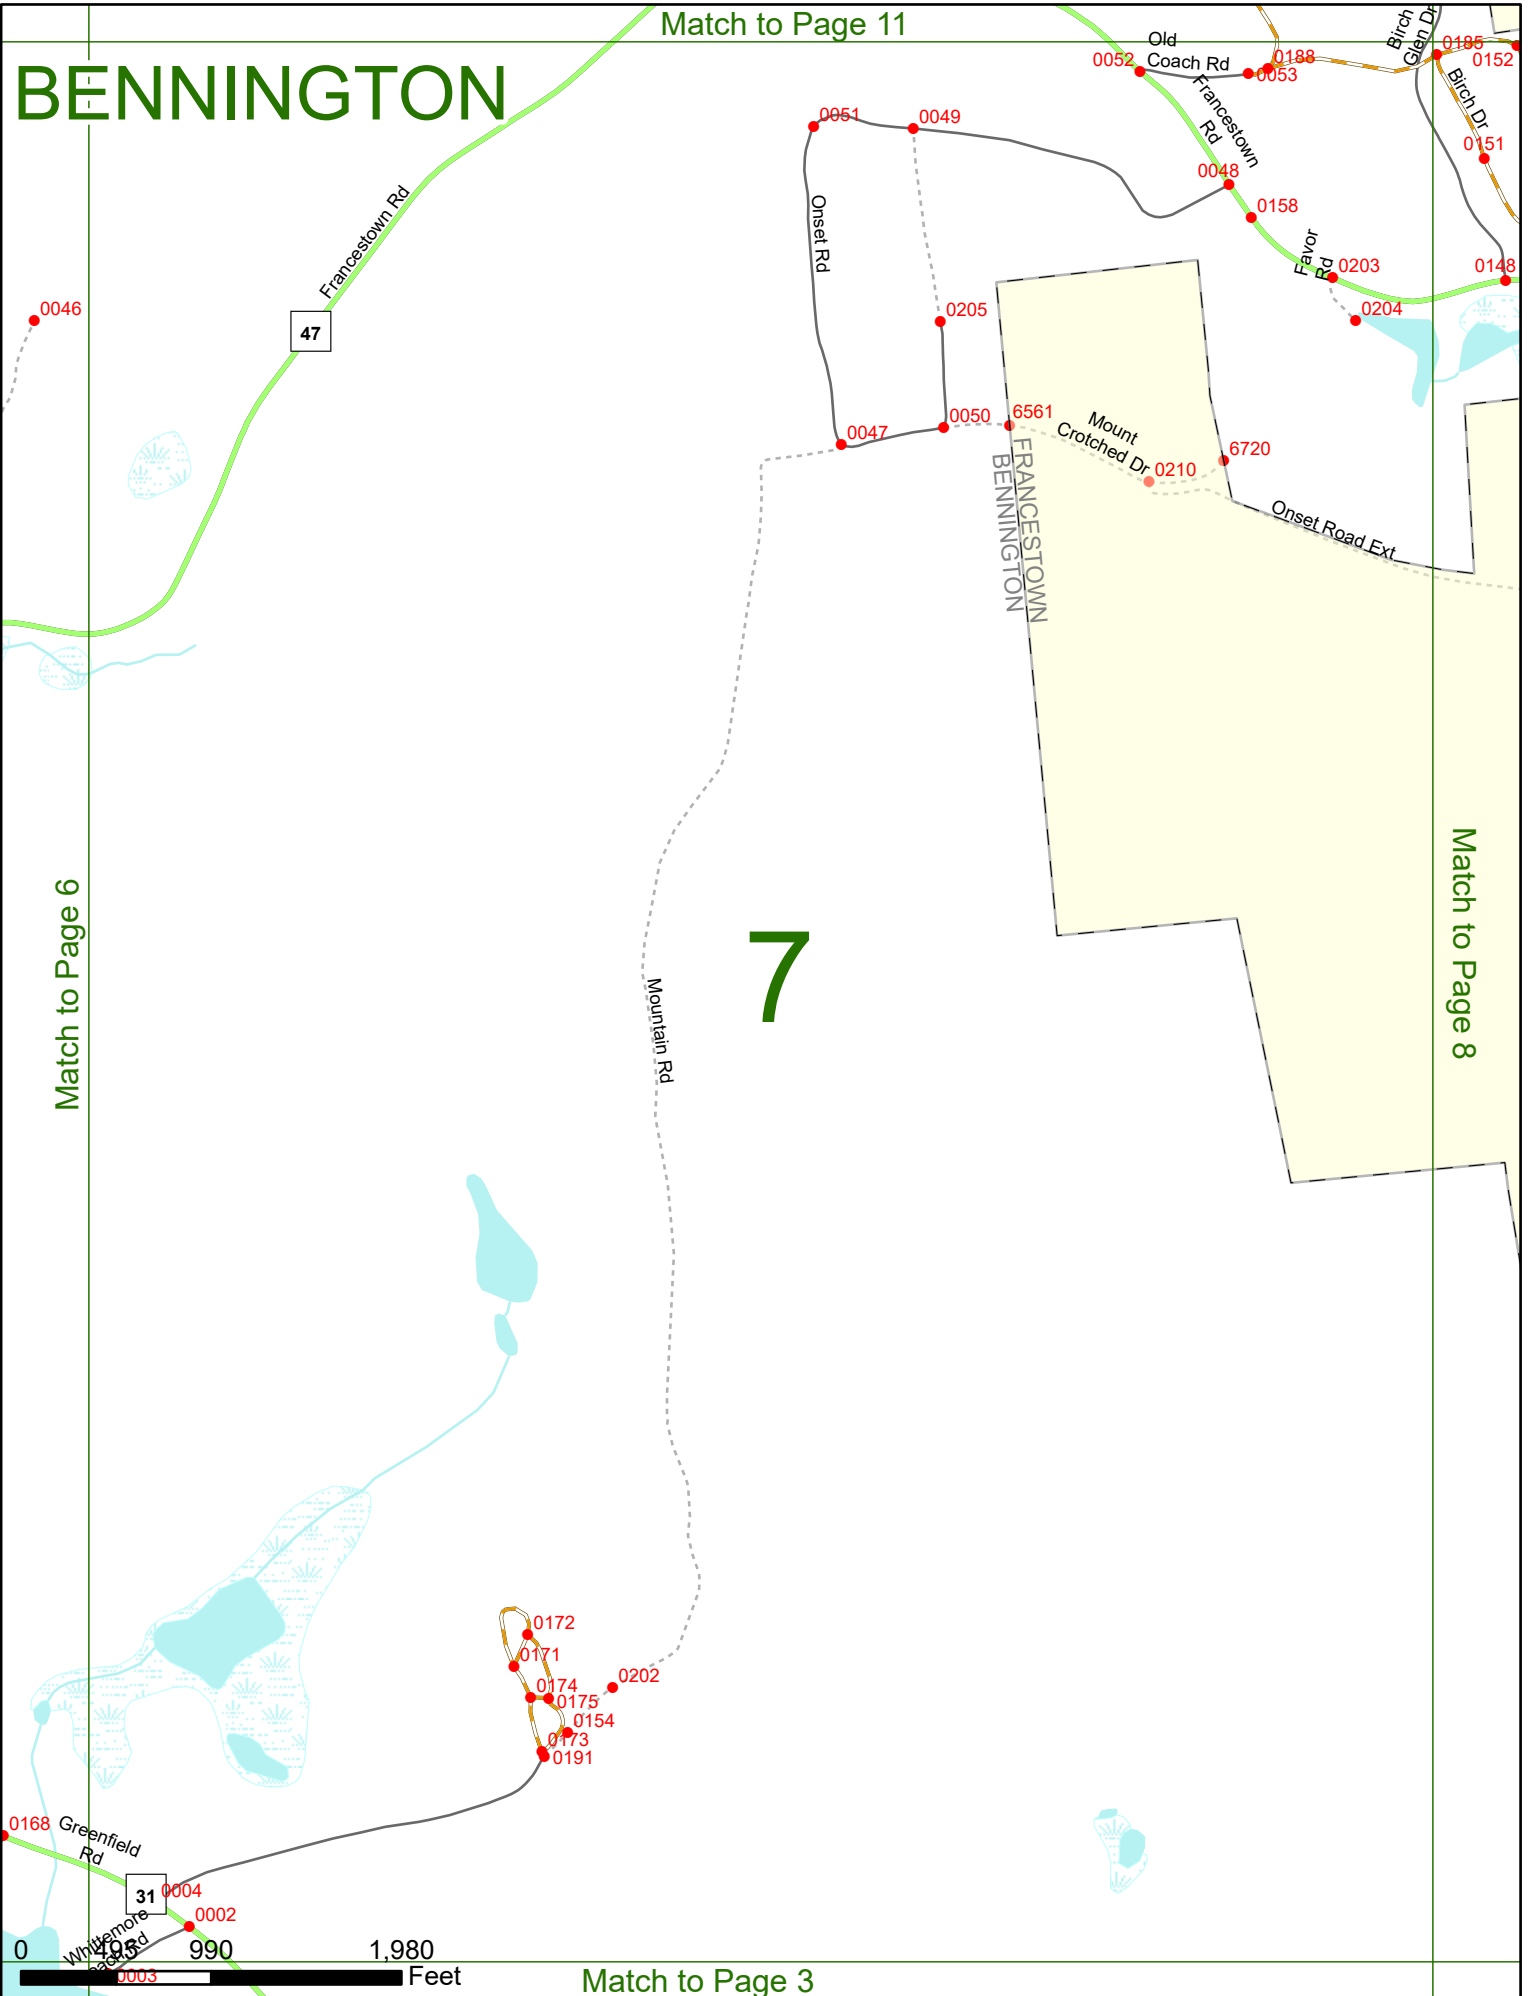 Match to Page 11
BENNINGTON
Old
Coach Rd
0052
0053
0188
Birch
Glen Dr
0185
0152
Birch Dr
0151
Francestown
Rd
0051
0049
0048
0158
Onset Rd
Francestown Rd
47
0046
Favor
Rd
0203
0204
0148
0205
0050
0047
6561
Mount
Crotched Dr
0210
6720
FRANCESTOWN
BENNINGTON
Onset Road Ext
Match to Page 6
7
Match to Page 8
Mountain Rd
0172
0171
0174
0175
0202
0154
0173
0191
0168
Greenfield
Rd
31
0004
0002
Whittemore
Rd
0003
0
495
990
1,980
Feet
Match to Page 3